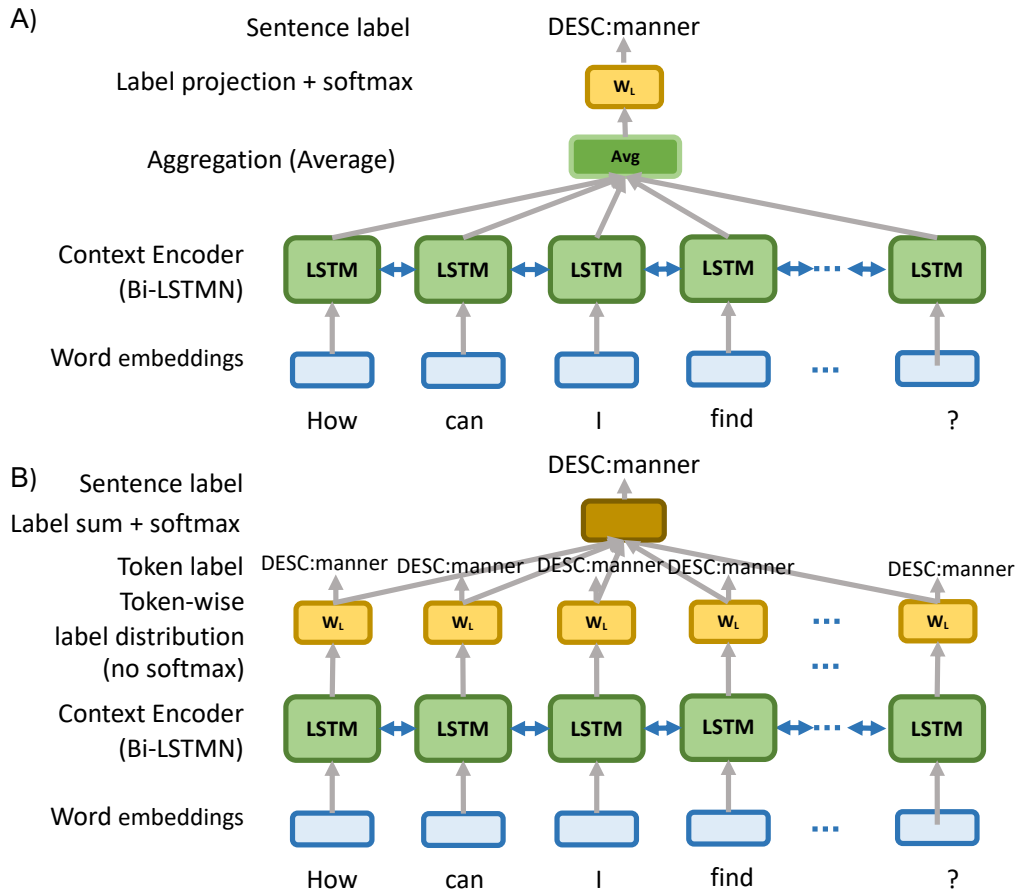 A)
Sentence label
DESC:manner
Label projection + softmax
W_L
Aggregation (Average)
Avg
Context Encoder
(Bi-LSTMN)
LSTM LSTM LSTM LSTM ... LSTM
Word embeddings
...
How can I find ?
B)
Sentence label
DESC:manner
Label sum + softmax
Token label
DESC:manner DESC:manner DESC:manner DESC:manner DESC:manner
Token-wise
label distribution
(no softmax)
W_L W_L W_L W_L ... W_L
...
Context Encoder
(Bi-LSTMN)
LSTM LSTM LSTM LSTM ... LSTM
Word embeddings
...
How can I find ?